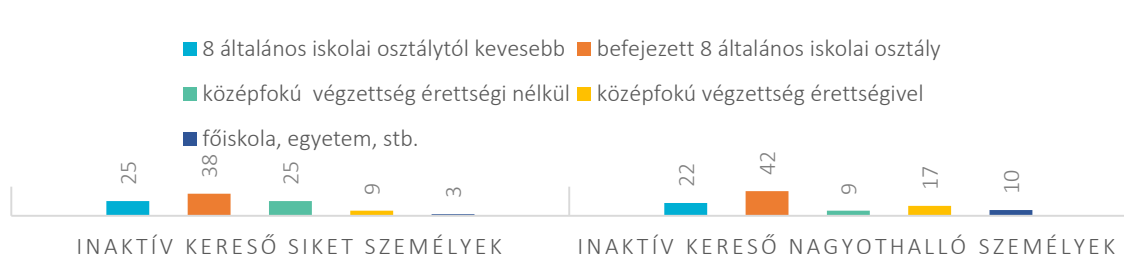 8 általános iskolai osztálytól kevesebb befejezett 8 általános iskolai osztály
középfokú végzettség érettségi nélkül középfokú végzettség érettségivel
főiskola, egyetem, stb.
25 38 25 9 3 22 42 9 17 10
INAKTÍV KERESŐ SIKET SZEMÉLYEK INAKTÍV KERESŐ NAGYOTHALLÓ SZEMÉLYEK